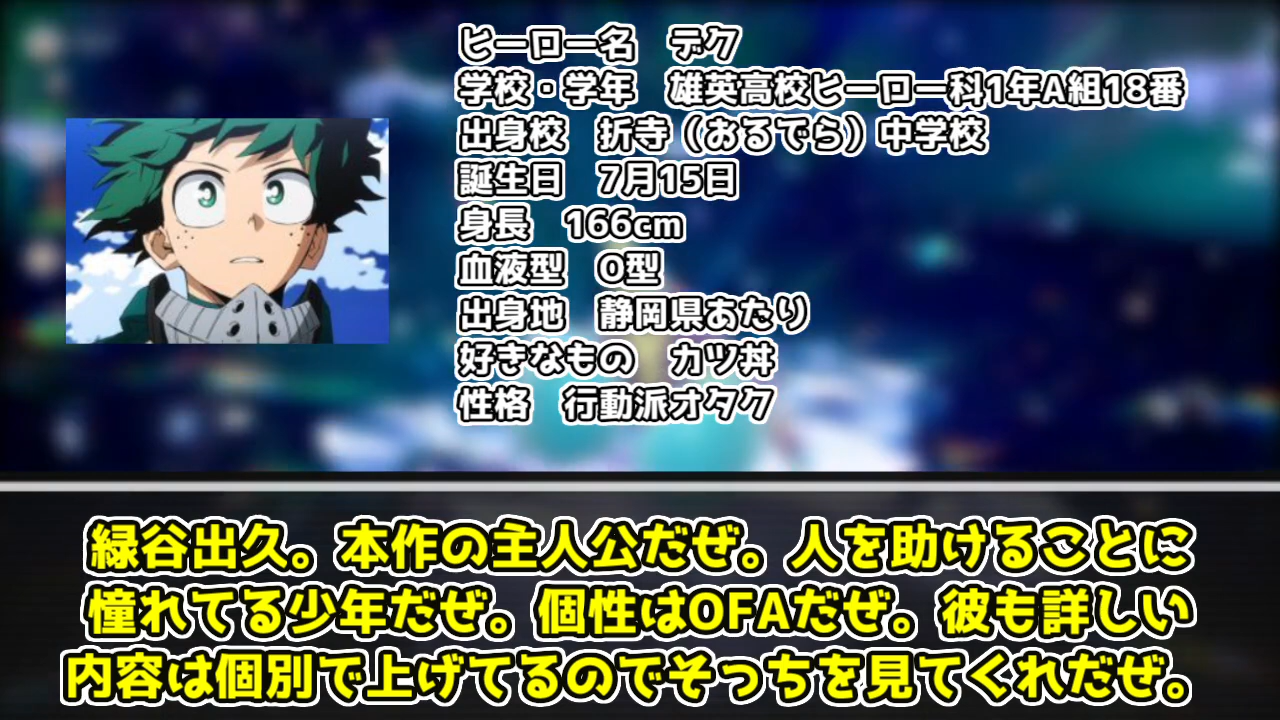 ヒーロー名　デク
学校・学年　雄英高校ヒーロー科1年A組18番
出身校　折寺（おるでら）中学校
誕生日　7月15日
身長　166cm
血液型　O型
出身地　静岡県あたり
好きなもの　カツ丼
性格　行動派オタク
緑谷出久。本作の主人公だぜ。人を助けることに
憧れてる少年だぜ。個性はOFAだぜ。彼も詳しい
内容は個別で上げてるのでそっちを見てくれだぜ。